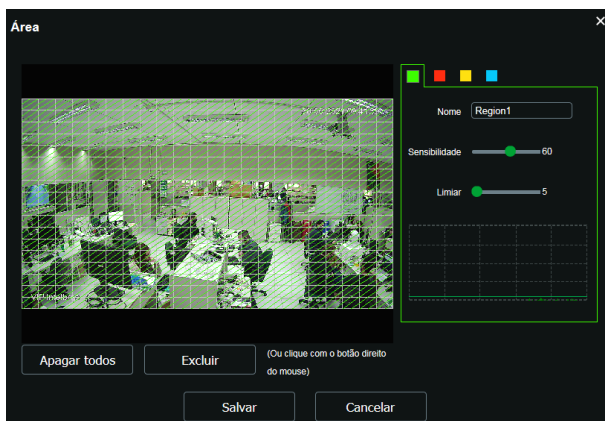 Área
Nome
Region1
Sensibilidade
60
Limiar
5
Apagar todos
Excluir
(Ou clique com o botão direito
do mouse)
Salvar
Cancelar